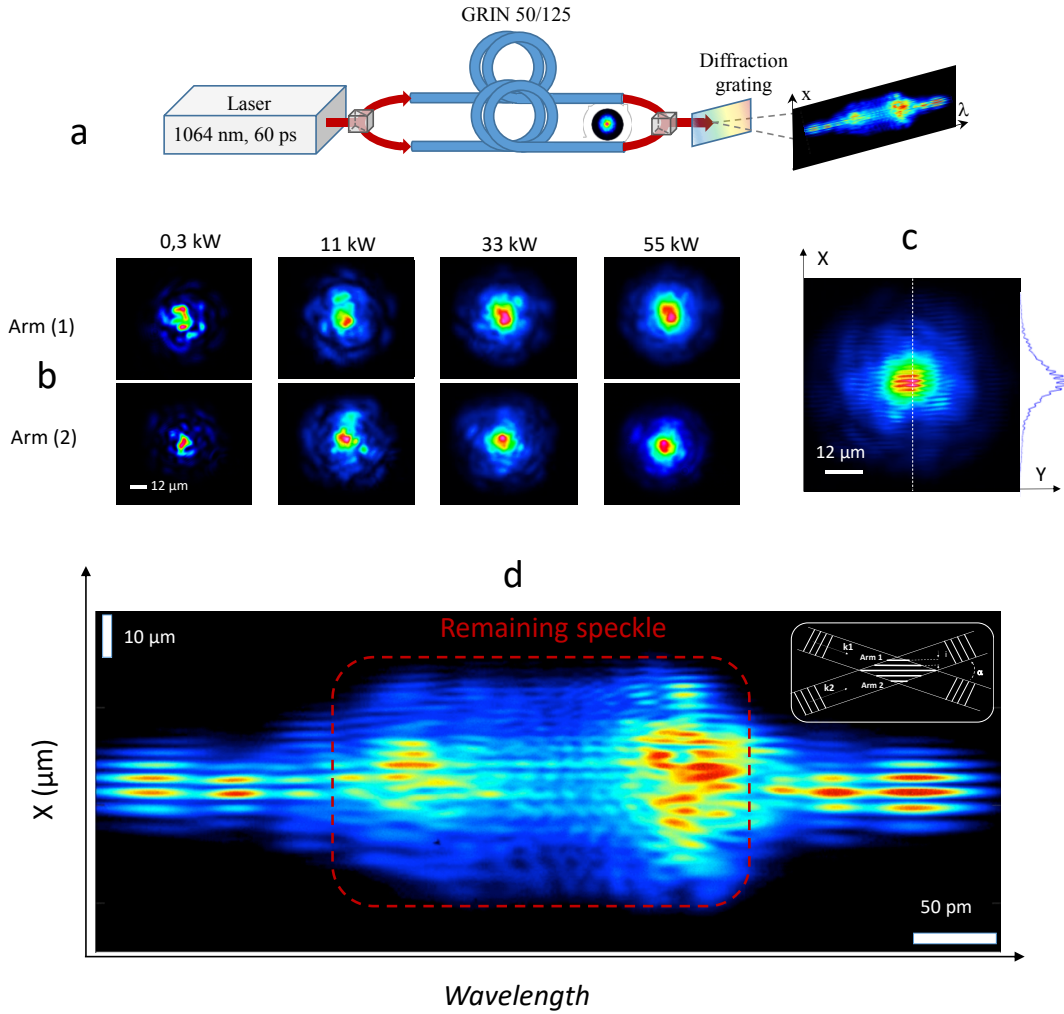 GRIN 50/125
Diffraction
grating
Laser
1064 nm, 60 ps
a
x
λ
0,3 kW
11 kW
33 kW
55 kW
c
X
Arm (1)
b
Arm (2)
12 µm
12 µm
Y
d
10 µm
Remaining speckle
k1
Arm 1
i
α
k2
Arm 2
X (µm)
50 pm
Wavelength